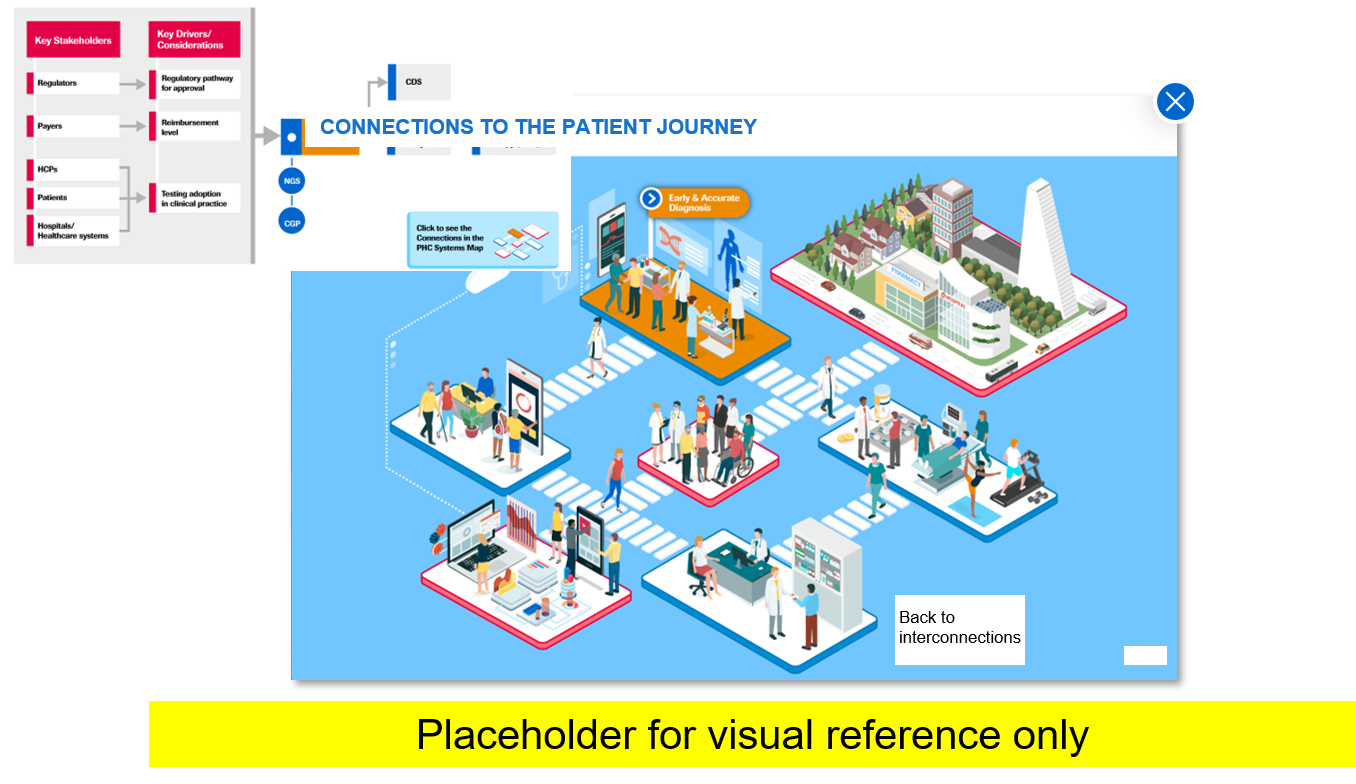 Key Stakeholders
Key Drivers/
Considerations
Regulators
Regulatory pathway
for approval
Payers
Reimbursement
level
HCPs
Patients
Hospitals/
Healthcare systems
Testing adoption
in clinical practice
CDS
CONNECTIONS TO THE PATIENT JOURNEY
NGS
CGP
Click to see the
Connections in the
PHC Systems Map
Early & Accurate
Diagnosis
PHARMACY
HOSPITAL
Back to
interconnections
Placeholder for visual reference only